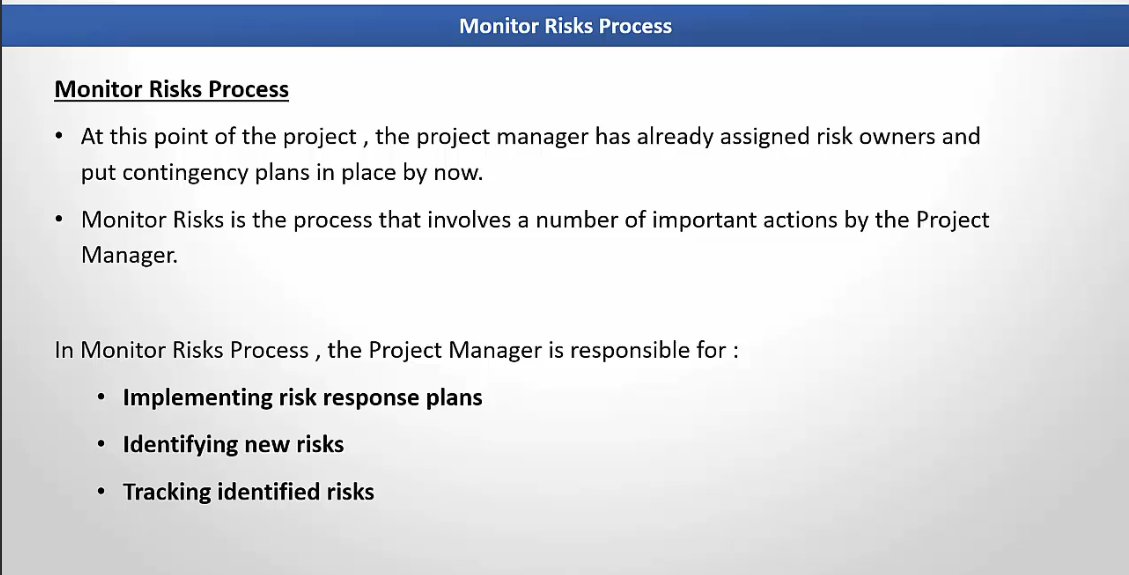 Monitor Risks Process
Monitor Risks Process
• At this point of the project , the project manager has already assigned risk owners and
put contingency plans in place by now.
• Monitor Risks is the process that involves a number of important actions by the Project
Manager.
In Monitor Risks Process , the Project Manager is responsible for :
• Implementing risk response plans
• Identifying new risks
• Tracking identified risks